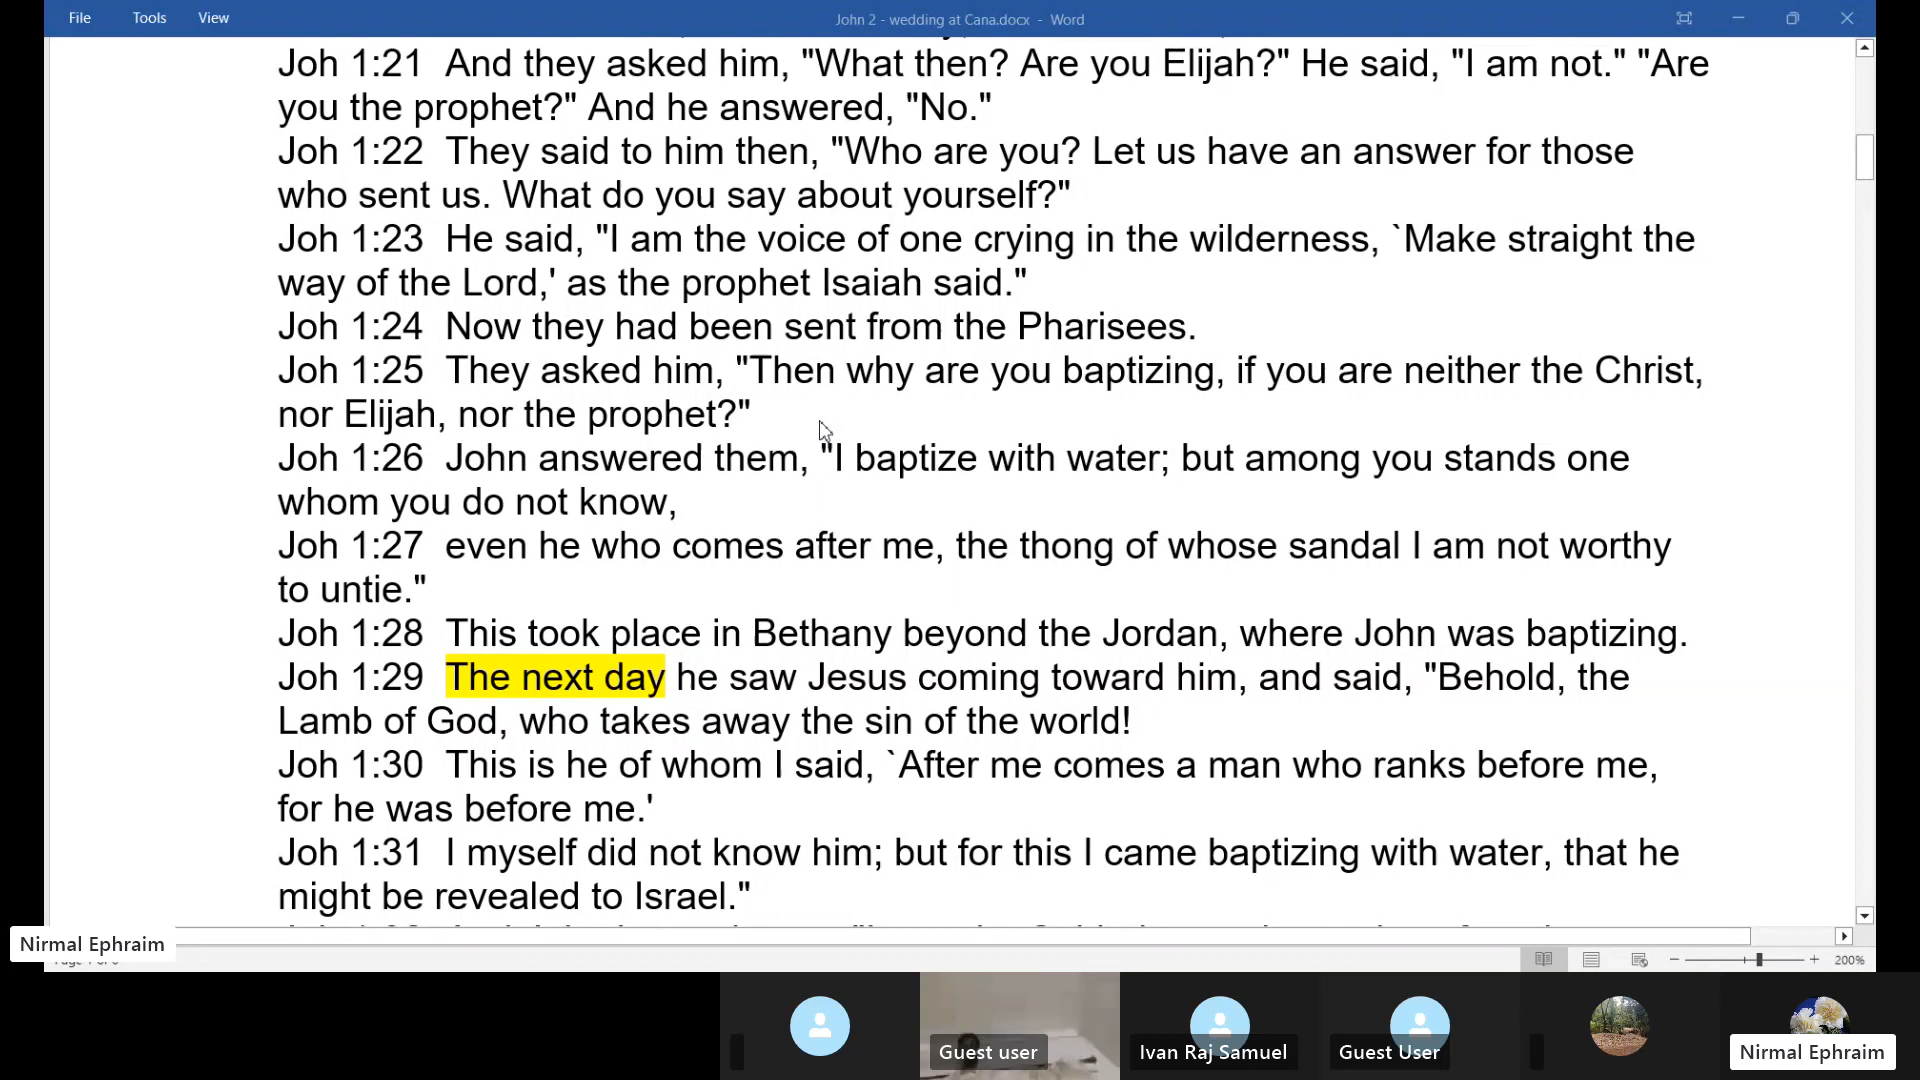 File Tools View John 2 - wedding at Cana.docx - Word
Joh 1:21 And they asked him, "What then? Are you Elijah?" He said, "I am not." "Are
you the prophet?" And he answered, "No."
Joh 1:22 They said to him then, "Who are you? Let us have an answer for those
who sent us. What do you say about yourself?"
Joh 1:23 He said, "I am the voice of one crying in the wilderness, `Make straight the
way of the Lord,' as the prophet Isaiah said."
Joh 1:24 Now they had been sent from the Pharisees.
Joh 1:25 They asked him, "Then why are you baptizing, if you are neither the Christ,
nor Elijah, nor the prophet?"
Joh 1:26 John answered them, "I baptize with water; but among you stands one
whom you do not know,
Joh 1:27 even he who comes after me, the thong of whose sandal I am not worthy
to untie."
Joh 1:28 This took place in Bethany beyond the Jordan, where John was baptizing.
Joh 1:29 The next day he saw Jesus coming toward him, and said, "Behold, the
Lamb of God, who takes away the sin of the world!
Joh 1:30 This is he of whom I said, `After me comes a man who ranks before me,
for he was before me.'
Joh 1:31 I myself did not know him; but for this I came baptizing with water, that he
might be revealed to Israel."
Nirmal Ephraim
200%
Guest user Ivan Raj Samuel Guest User Nirmal Ephraim